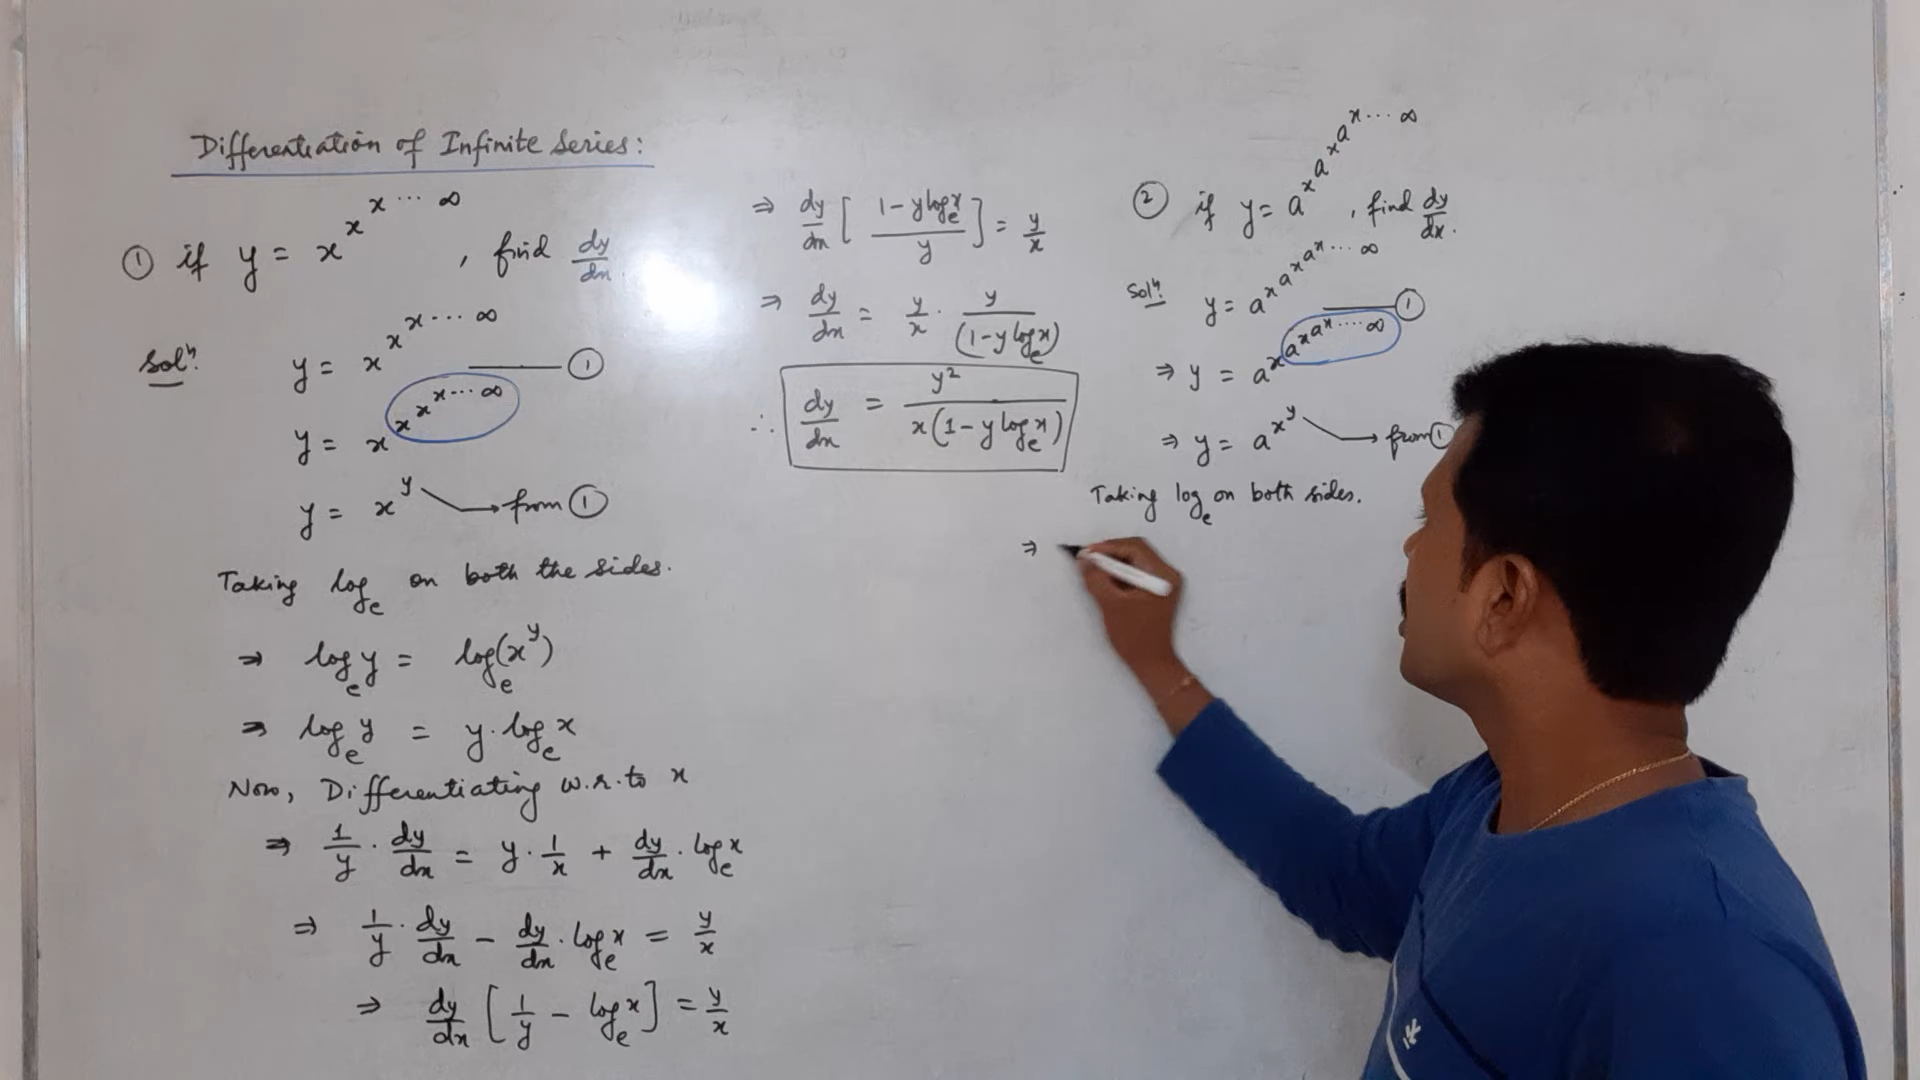 Differentiation of Infinite Series:
① if y = x^x^x^x... ∞ , find dy/dx
Solⁿ. y = x^x^x... ∞ ——— ①
y = x^x^x^x... ∞
y = x^y → from ①
Taking log_e on both the sides.
⇒ log_e y = log_e(x^y)
⇒ log_e y = y · log_e x
Now, Differentiating w.r.to x
⇒ 1/y · dy/dx = y · 1/x + dy/dx · log_e x
⇒ 1/y · dy/dx − dy/dx · log_e x = y/x
⇒ dy/dx [1/y − log_e x] = y/x
⇒ dy/dx [(1 − y log_e x)/y] = y/x
⇒ dy/dx = y/x · y/(1 − y log_e x)
∴ dy/dx = y²/(x(1 − y log_e x))
② if y = a^x^a^x^a^x... ∞ , find dy/dx.
Solⁿ. y = a^x^a^x^a^x... ∞ ——— ①
⇒ y = a^x^a^x^a^x.... ∞
⇒ y = a^x^y → from ①
Taking log_e on both sides.
⇒